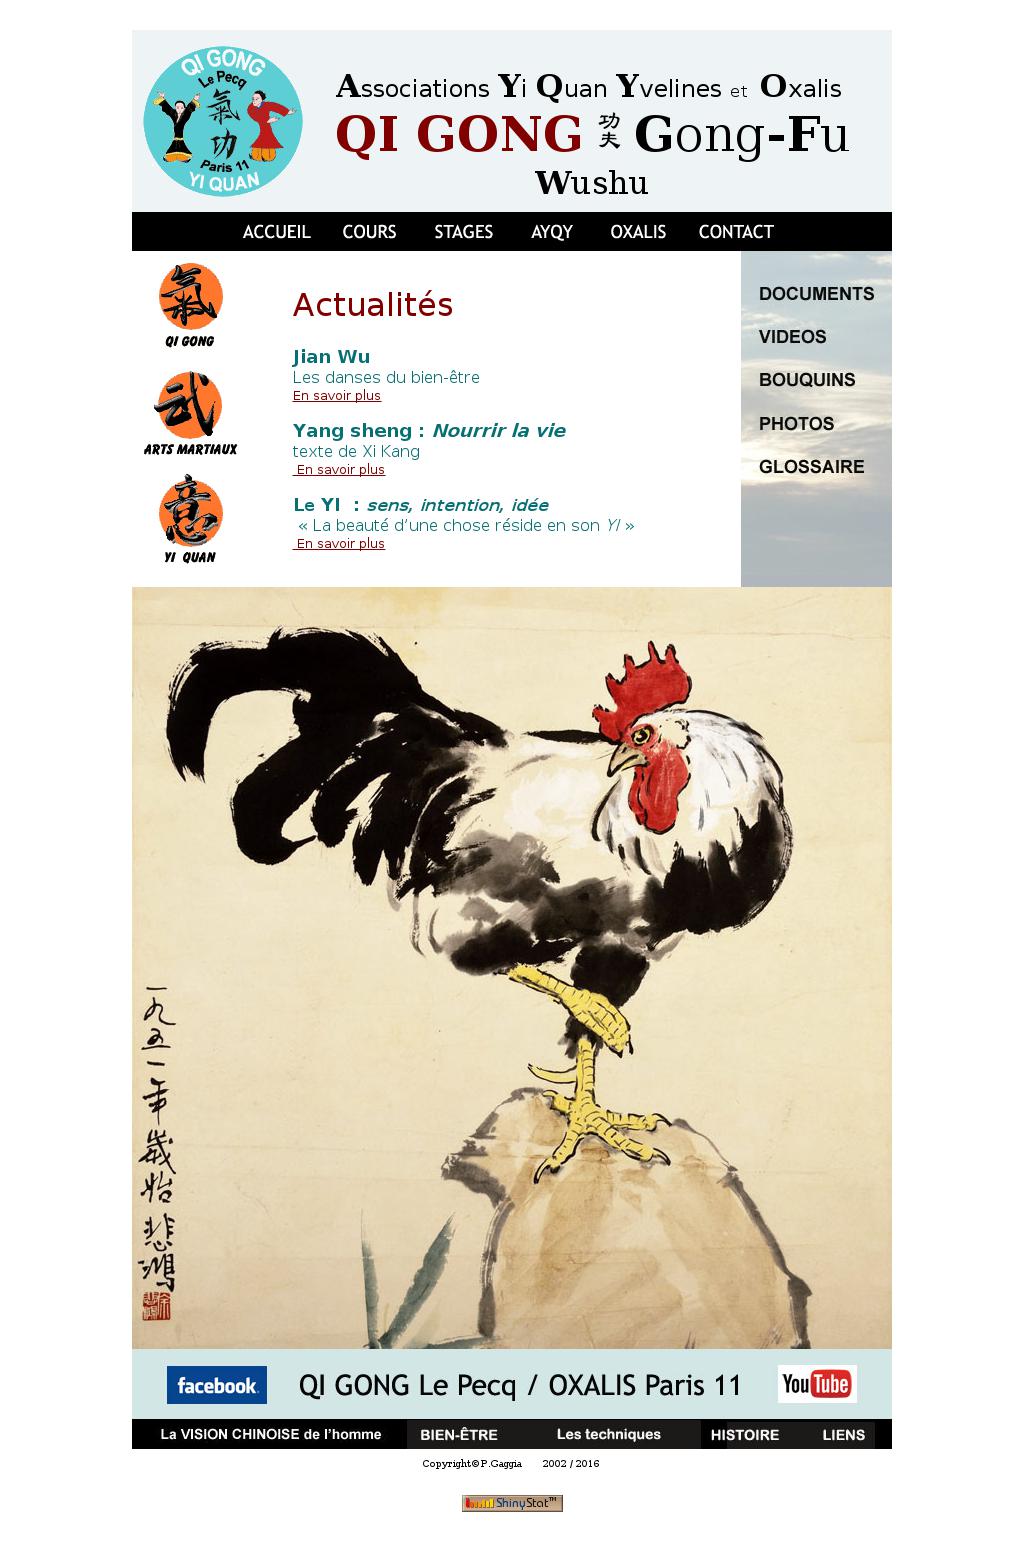 QI GONG
Le Pecq
氣
功
Paris 11
YI QUAN
Associations Yi Quan Yvelines et Oxalis
QI GONG 功夫 Gong-Fu
Wushu
ACCUEIL COURS STAGES AYQY OXALIS CONTACT
氣
QI GONG
武
ARTS MARTIAUX
意
YI QUAN
Actualités
Jian Wu
Les danses du bien-être
En savoir plus
Yang sheng : Nourrir la vie
texte de Xi Kang
En savoir plus
Le YI : sens, intention, idée
« La beauté d’une chose réside en son YI »
En savoir plus
DOCUMENTS
VIDEOS
BOUQUINS
PHOTOS
GLOSSAIRE
一九五一年歲始悲鴻
facebook.
QI GONG Le Pecq / OXALIS Paris 11
YouTube
La VISION CHINOISE de l’homme BIEN-ÊTRE Les techniques HISTOIRE LIENS
Copyright©P.Gaggia 2002 / 2016
ShinyStat™